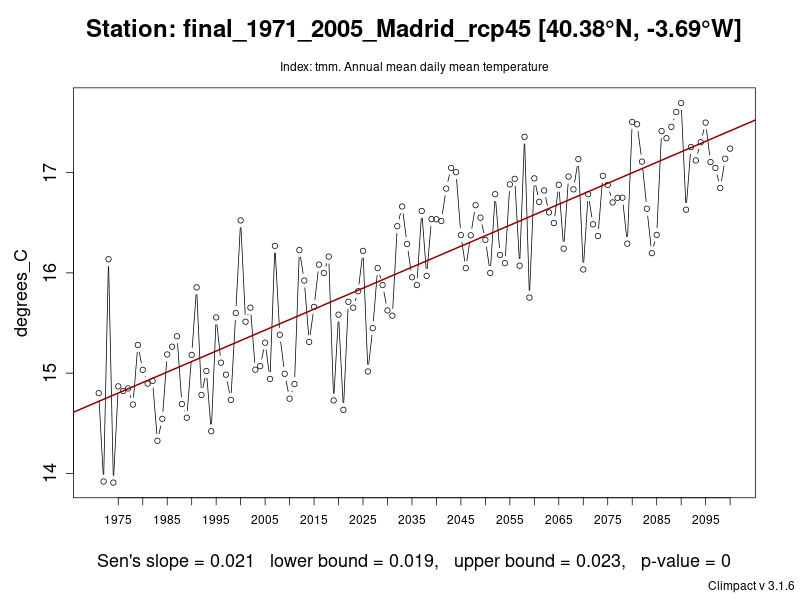 Station: final_1971_2005_Madrid_rcp45 [40.38°N, -3.69°W]
Index: tmm. Annual mean daily mean temperature
degrees_C
17
16
15
14
1975 1985 1995 2005 2015 2025 2035 2045 2055 2065 2075 2085 2095
Sen's slope = 0.021 lower bound = 0.019, upper bound = 0.023, p-value = 0
Climpact v 3.1.6